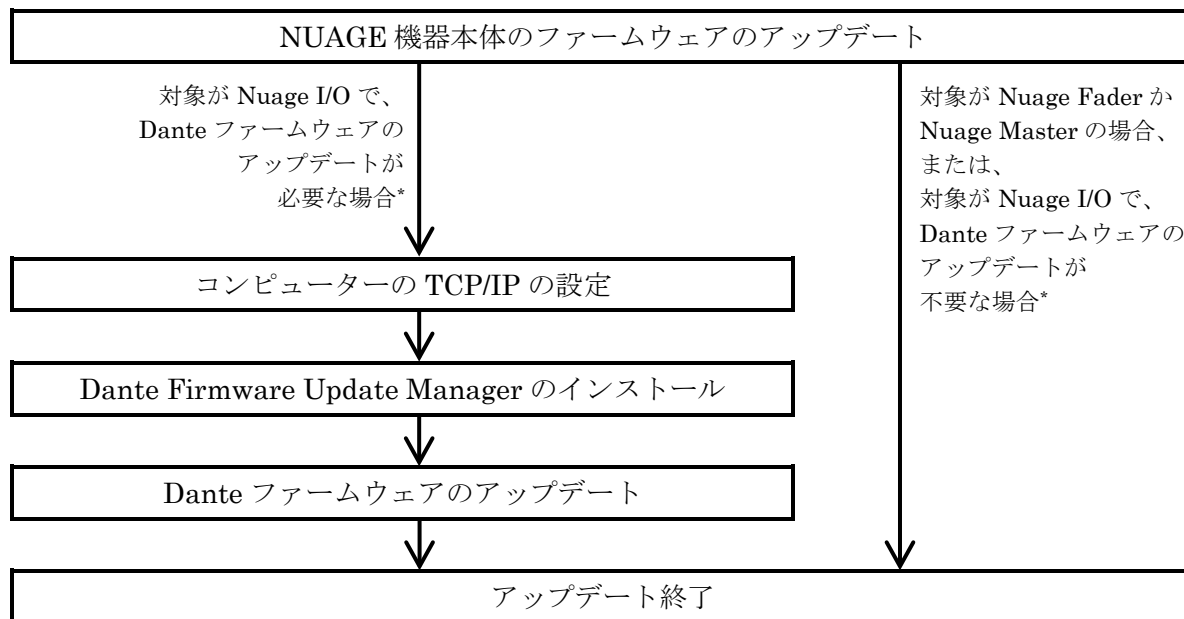 NUAGE 機器本体のファームウェアのアップデート
対象が Nuage I/O で、
Dante ファームウェアの
アップデートが
必要な場合*
対象が Nuage Fader か
Nuage Master の場合、
または、
対象が Nuage I/O で、
Dante ファームウェアの
アップデートが
不要な場合*
コンピューターの TCP/IP の設定
Dante Firmware Update Manager のインストール
Dante ファームウェアのアップデート
アップデート終了